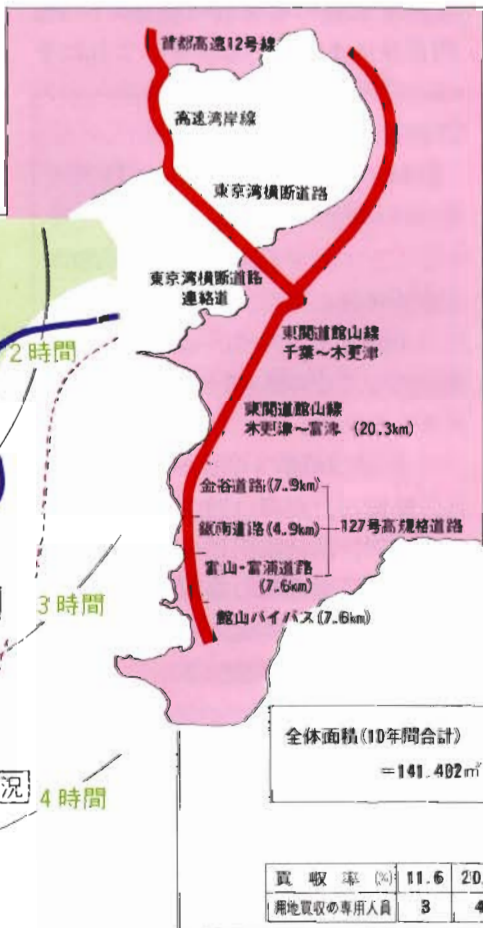 首都高速12号線
高速湾岸線
東京湾横断道路
東京湾横断道路
連絡道
2時間
東関道館山線
千葉～木更津
東関道館山線
木更津～富津 (20.3km)
金谷道路(7.9km)
鋸南道路(4.9km)
127号高規格道路
富山・富浦道路
(7.6km)
3時間
館山バイパス(7.6km)
全体面積(10年間合計)
=141.402㎡
況
4時間
買収率(%) 11.6 20.
用地買収の専用人員 3 4